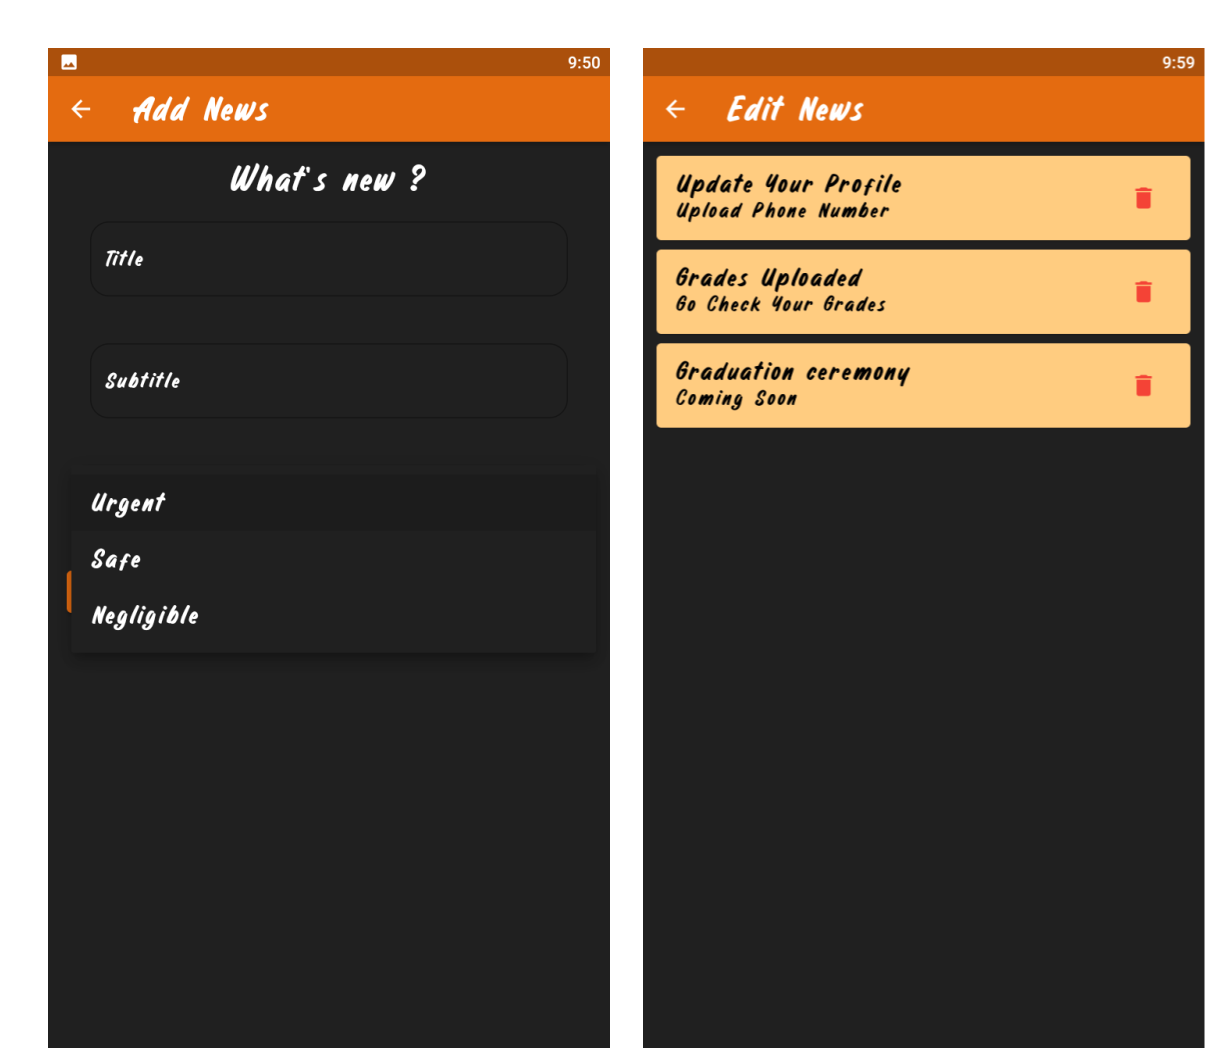 9:50
Add News
What's new ?
Title
Subtitle
Urgent
Safe
Negligible
9:59
Edit News
Update Your Profile
Upload Phone Number
Grades Uploaded
Go Check Your Grades
Graduation ceremony
Coming Soon